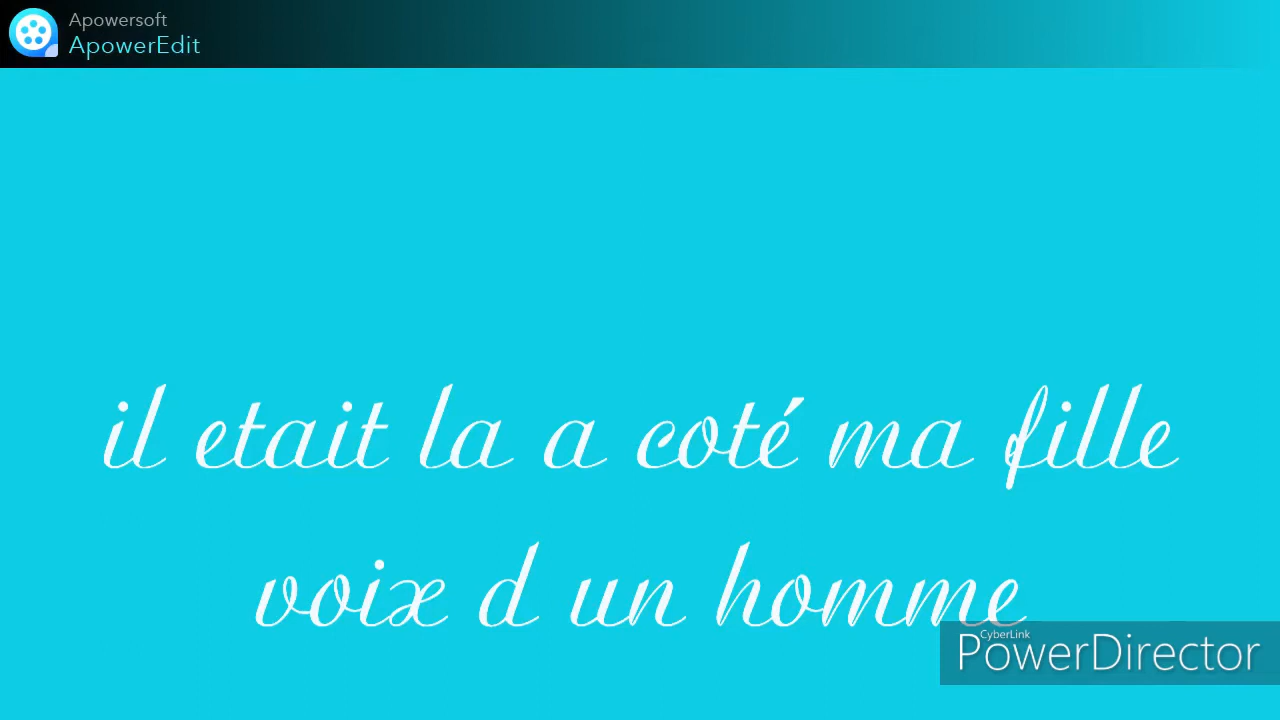 Apowersoft
ApowerEdit
il etait la a coté ma fille
voix d un homme
CyberLink
PowerDirector